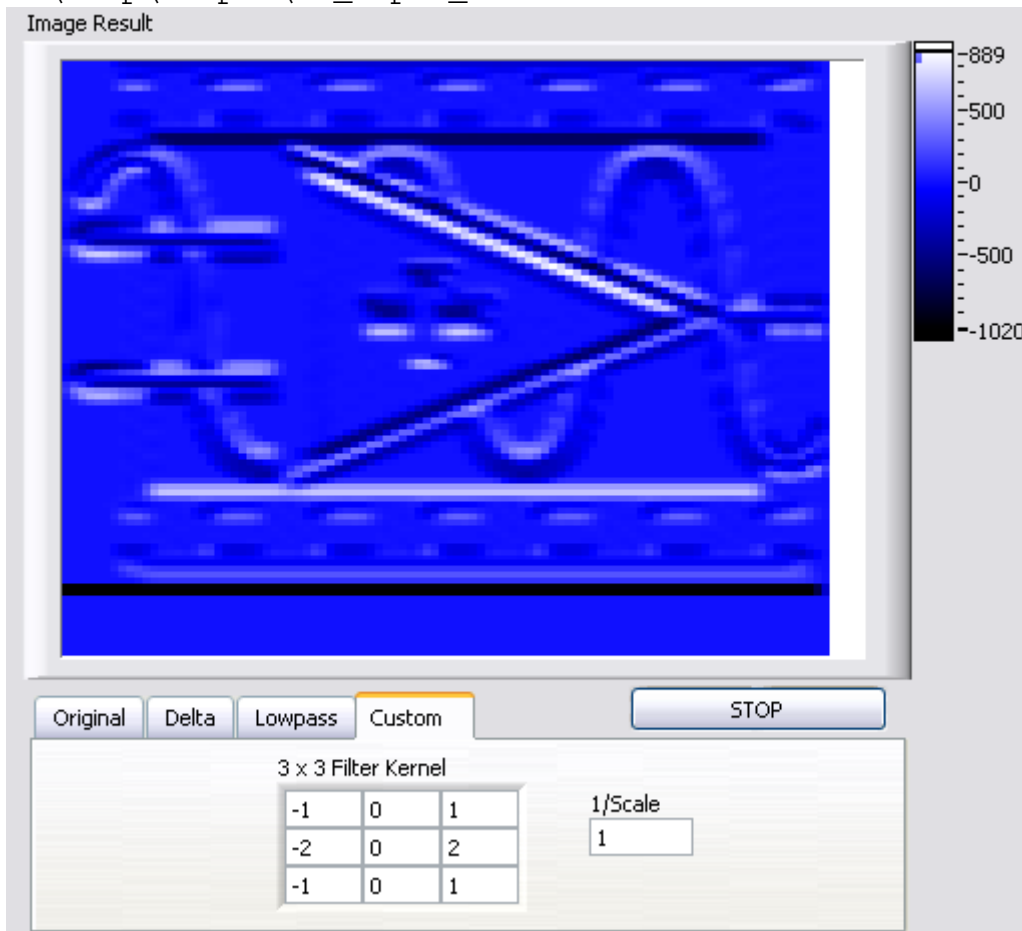 Image Result
-889
-500
-0
--500
--1020
Original Delta Lowpass Custom STOP
3 x 3 Filter Kernel
-1 0 1
-2 0 2
-1 0 1
1/Scale
1